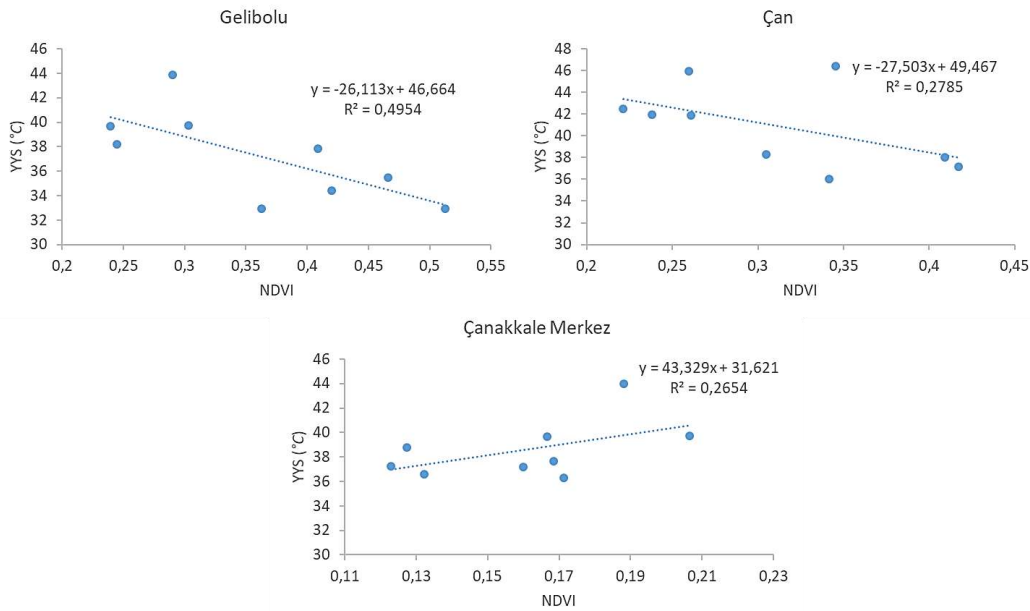 Gelibolu
46
44
42
40
38
36
34
32
30
YYS (°C)
y = -26,113x + 46,664
R² = 0,4954
0,2 0,25 0,3 0,35 0,4 0,45 0,5 0,55
NDVI
Çan
48
46
44
42
40
38
36
34
32
30
YYS (°C)
y = -27,503x + 49,467
R² = 0,2785
0,2 0,25 0,3 0,35 0,4 0,45
NDVI
Çanakkale Merkez
46
44
42
40
38
36
34
32
30
YYS (°C)
y = 43,329x + 31,621
R² = 0,2654
0,11 0,13 0,15 0,17 0,19 0,21 0,23
NDVI